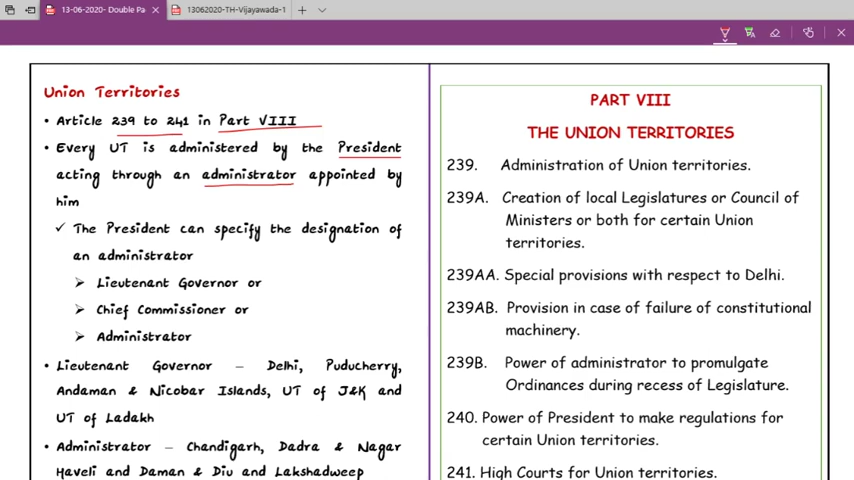 13-06-2020- Double Pa
13062020-TH-Vijayawada-1
Union Territories
• Article 239 to 241 in Part VIII
• Every UT is administered by the President
acting through an administrator appointed by
him
✓ The President can specify the designation of
an administrator
➢ Lieutenant Governor or
➢ Chief Commissioner or
➢ Administrator
• Lieutenant Governor – Delhi, Puducherry,
Andaman & Nicobar Islands, UT of J&K and
UT of Ladakh
• Administrator – Chandigarh, Dadra & Nagar
Haveli and Daman & Diu and Lakshadweep
PART VIII
THE UNION TERRITORIES
239. Administration of Union territories.
239A. Creation of local Legislatures or Council of
Ministers or both for certain Union
territories.
239AA. Special provisions with respect to Delhi.
239AB. Provision in case of failure of constitutional
machinery.
239B. Power of administrator to promulgate
Ordinances during recess of Legislature.
240. Power of President to make regulations for
certain Union territories.
241. High Courts for Union territories.